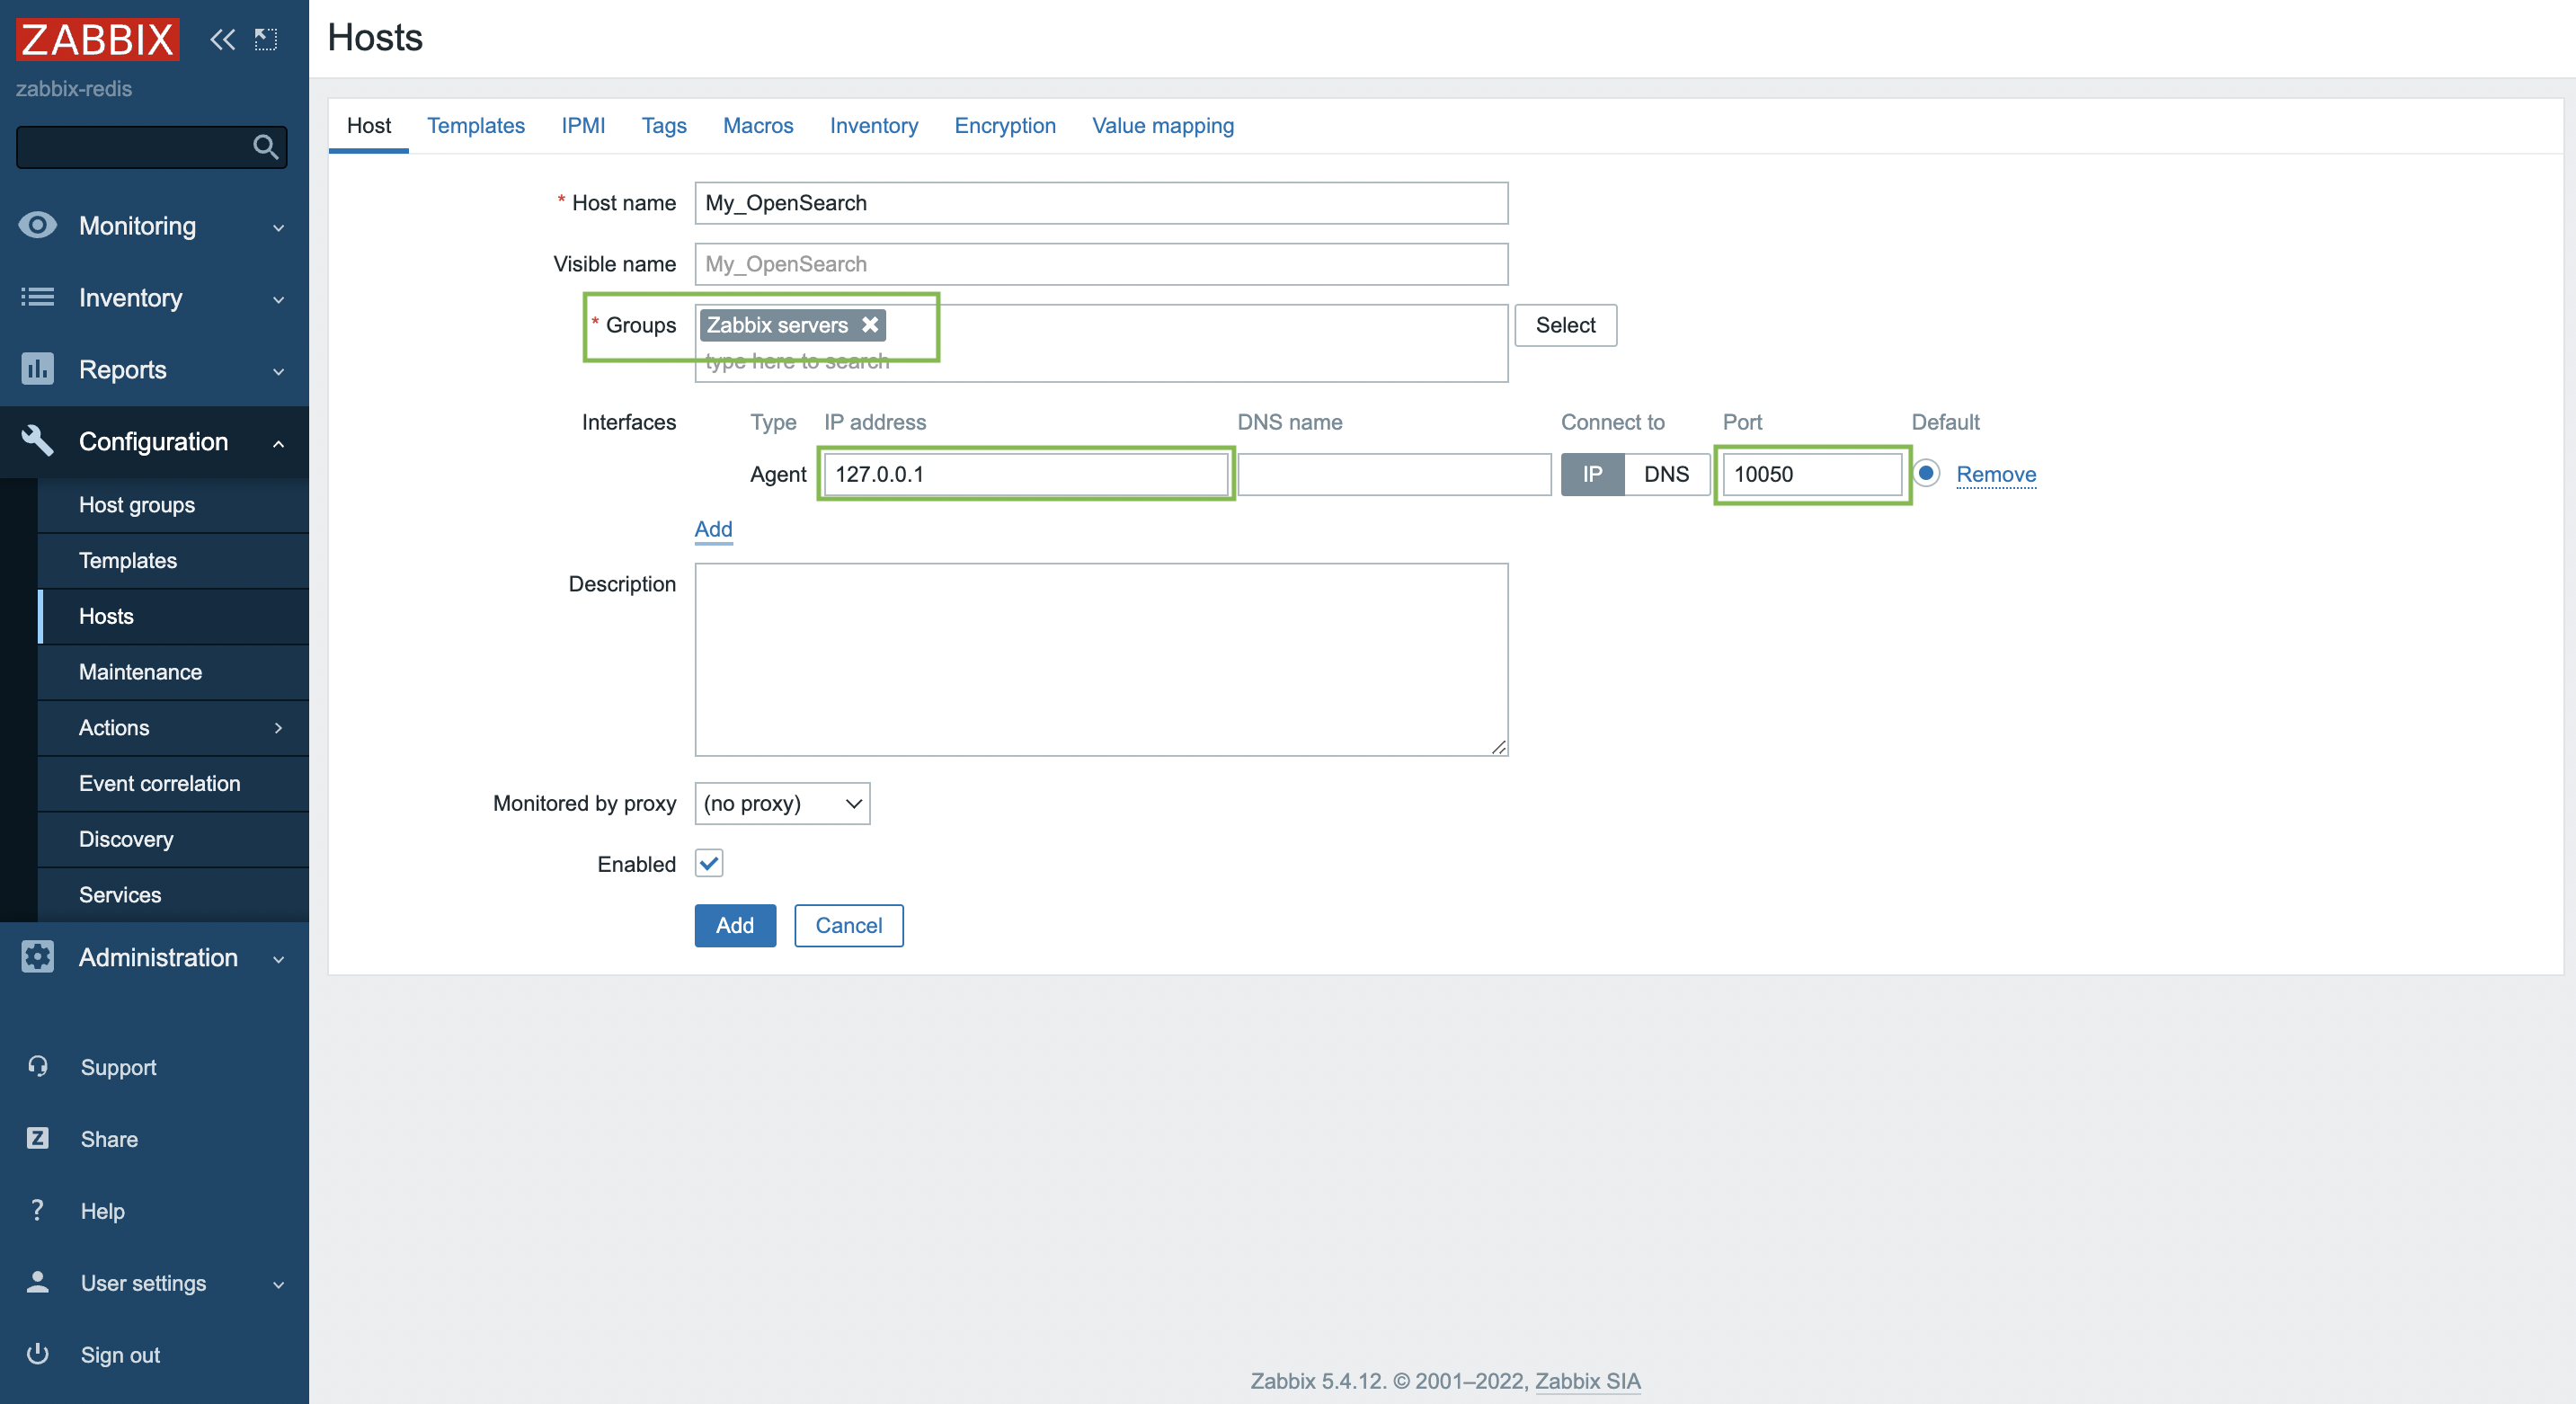 ZABBIX
zabbix-redis
Monitoring
Inventory
Reports
Configuration
Host groups
Templates
Hosts
Maintenance
Actions
Event correlation
Discovery
Services
Administration
Support
Z Share
? Help
User settings
Sign out
Hosts
Host Templates IPMI Tags Macros Inventory Encryption Value mapping
* Host name My_OpenSearch
Visible name My_OpenSearch
* Groups Zabbix servers Select
type here to search
Interfaces Type IP address DNS name Connect to Port Default
Agent 127.0.0.1 IP DNS 10050 Remove
Add
Description
Monitored by proxy (no proxy)
Enabled
Add Cancel
Zabbix 5.4.12. © 2001–2022, Zabbix SIA